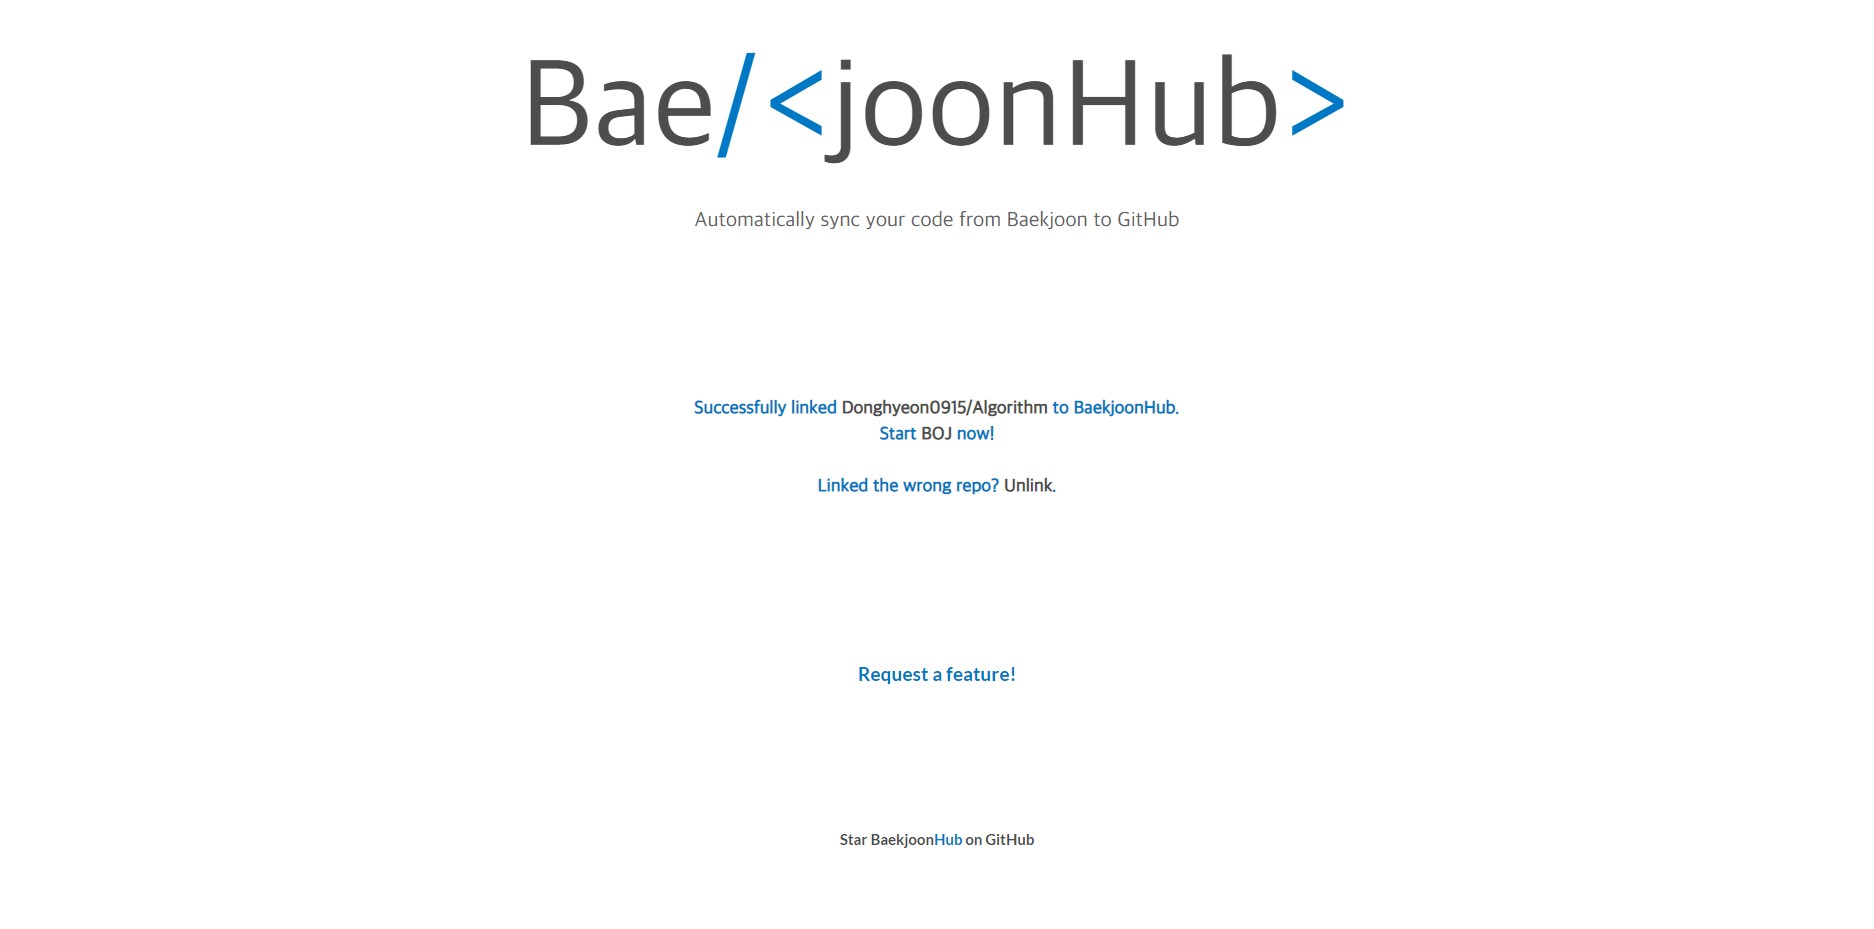 Bae/<joonHub>
Automatically sync your code from Baekjoon to GitHub
Successfully linked Donghyeon0915/Algorithm to BaekjoonHub.
Start BOJ now!
Linked the wrong repo? Unlink.
Request a feature!
Star BaekjoonHub on GitHub